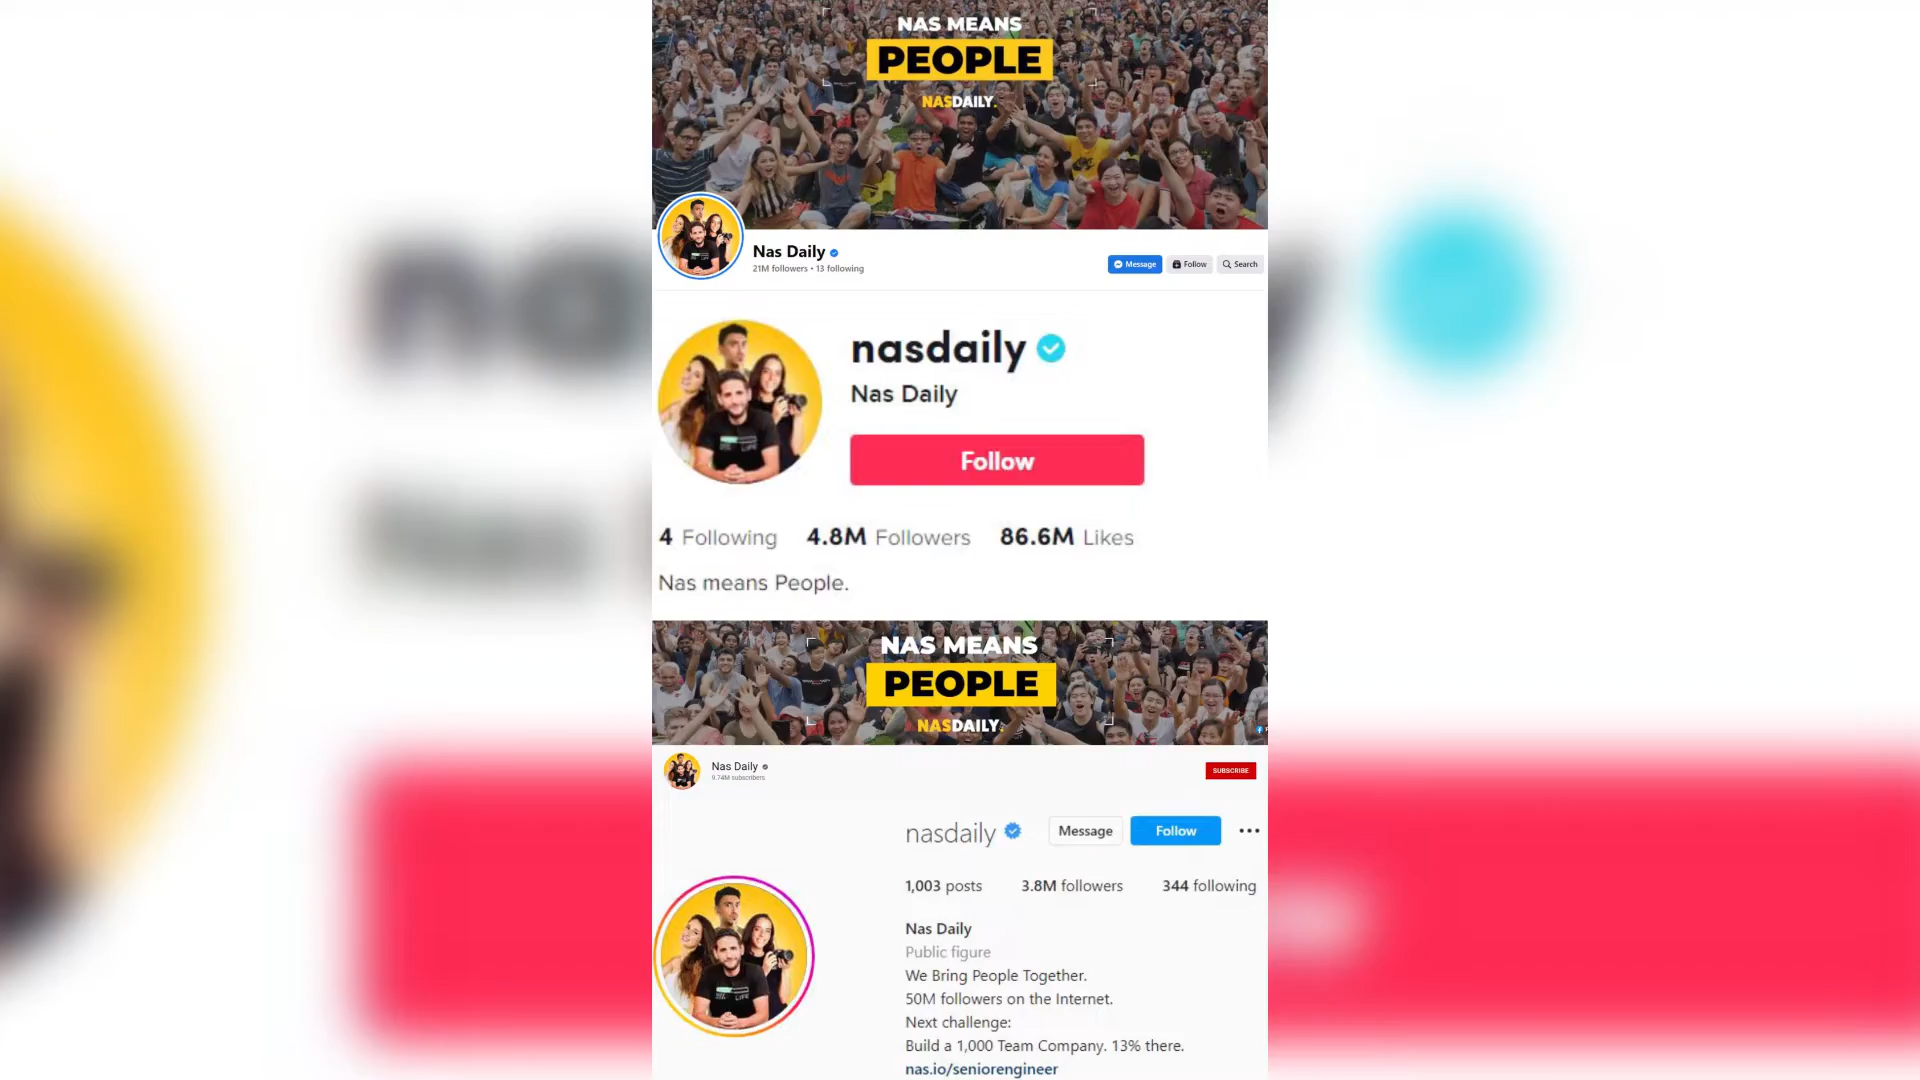 NAS MEANS
PEOPLE
NASDAILY.
Nas Daily
21M followers • 13 following
Message
Follow
Search
nasdaily
Nas Daily
Follow
4 Following 4.8M Followers 86.6M Likes
Nas means People.
NAS MEANS
PEOPLE
NASDAILY.
Nas Daily
9.74M subscribers
SUBSCRIBE
nasdaily
Message
Follow
1,003 posts 3.8M followers 344 following
Nas Daily
Public figure
We Bring People Together.
50M followers on the Internet.
Next challenge:
Build a 1,000 Team Company. 13% there.
nas.io/seniorengineer